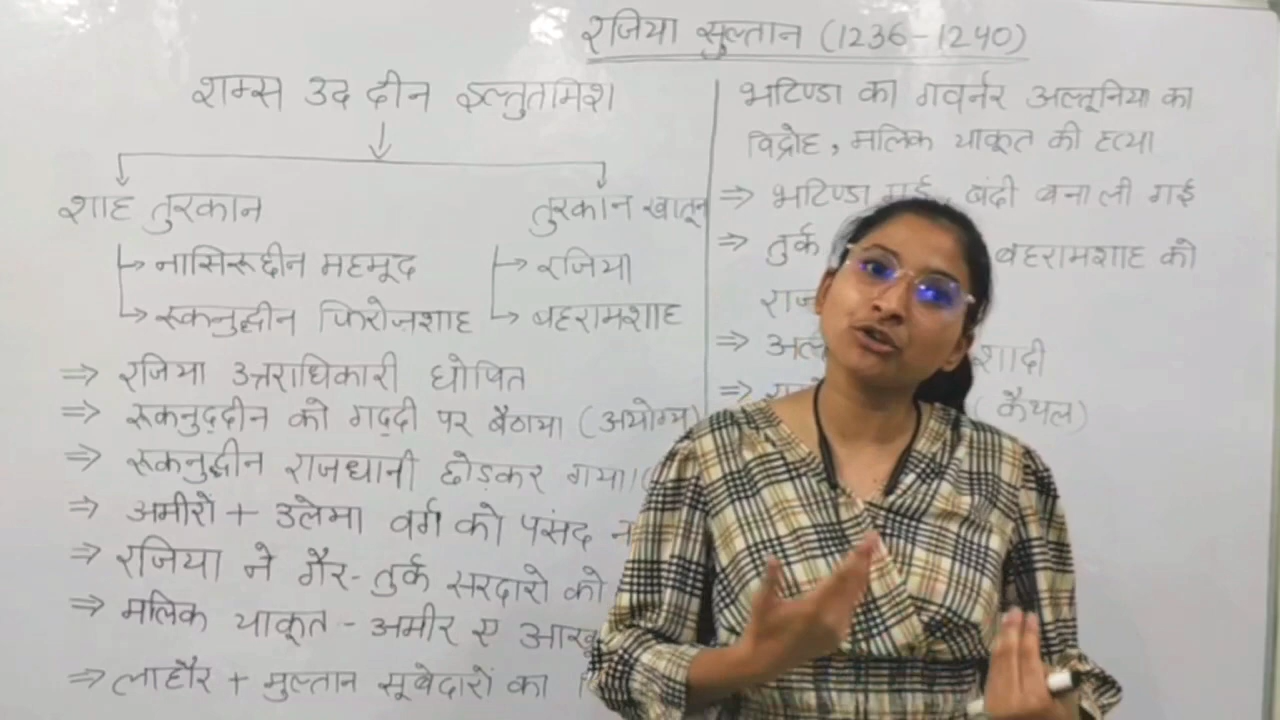 रजिया सुल्तान (1236-1240)
शम्स उद दीन इल्तुतमिश
शाह तुरकान
तुरकान खातून
नासिरूद्दीन महमूद
रजिया
रूकनुद्दीन फिरोजशाह
बहरामशाह
⇒ रजिया उत्तराधिकारी घोषित
⇒ रूकनुद्दीन को गद्दी पर बैठाया (अयोग्य)
⇒ रूकनुद्दीन राजधानी छोड़कर गया।
⇒ अमीरों + उलेमा वर्ग को पसंद
⇒ रजिया ने गैर-तुर्क सरदारो को
⇒ मलिक याकूत - अमीर ए
⇒ लाहौर + मुल्तान सूबेदारों का
भटिण्डा का गवर्नर अल्तूनिया का
विद्रोह, मलिक याकूत की हत्या
⇒ भटिण्डा गई, बंदी बना ली गई
⇒ तुर्क बहरामशाह को
⇒ शादी
⇒ (कैथल)